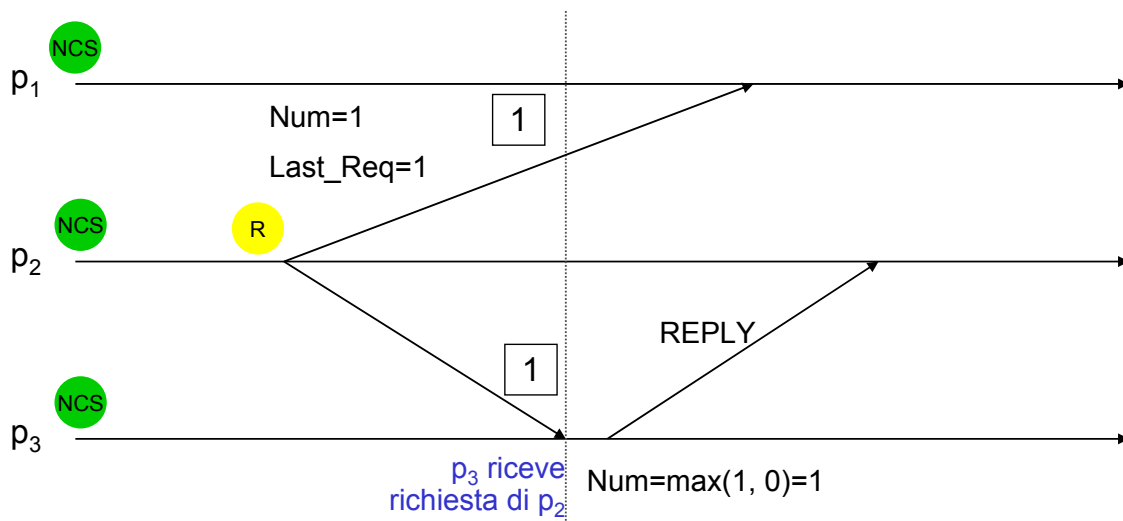 NCS
p1
Num=1
1
Last_Req=1
NCS
R
p2
REPLY
1
NCS
p3
p3 riceve
richiesta di p2
Num=max(1, 0)=1